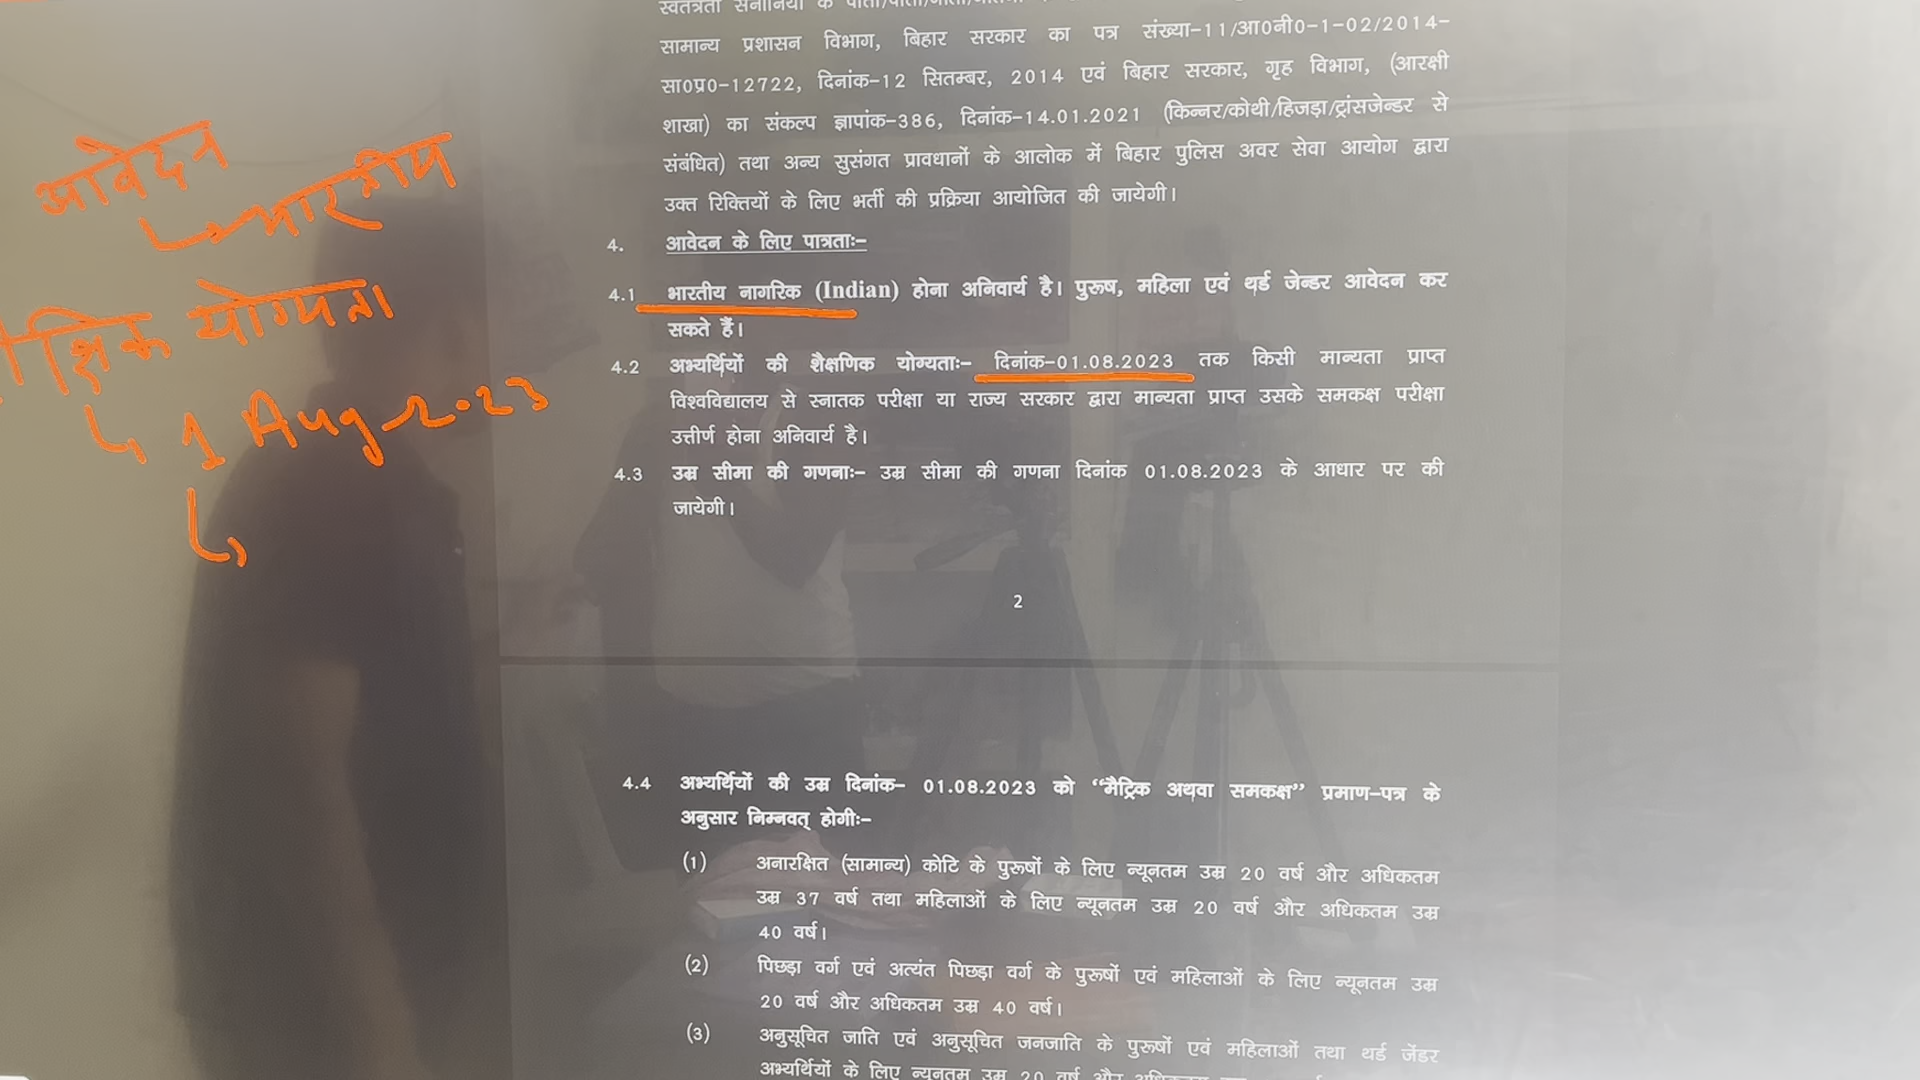 सामान्य प्रशासन विभाग, बिहार सरकार का पत्र संख्या-11/आ0नी0-1-02/2014-
सा0प्र0-12722, दिनांक-12 सितम्बर, 2014 एवं बिहार सरकार, गृह विभाग, (आरक्षी
शाखा) का संकल्प ज्ञापांक-386, दिनांक-14.01.2021 (किन्नर/कोथी/हिजड़ा/ट्रांसजेन्डर से
संबंधित) तथा अन्य सुसंगत प्रावधानों के आलोक में बिहार पुलिस अवर सेवा आयोग द्वारा
उक्त रिक्तियों के लिए भर्ती की प्रक्रिया आयोजित की जायेगी।
4. आवेदन के लिए पात्रताः-
4.1 भारतीय नागरिक (Indian) होना अनिवार्य है। पुरूष, महिला एवं थर्ड जेन्डर आवेदन कर
सकते हैं।
4.2 अभ्यर्थियों की शैक्षणिक योग्यताः- दिनांक-01.08.2023 तक किसी मान्यता प्राप्त
विश्वविद्यालय से स्नातक परीक्षा या राज्य सरकार द्वारा मान्यता प्राप्त उसके समकक्ष परीक्षा
उत्तीर्ण होना अनिवार्य है।
4.3 उम्र सीमा की गणनाः- उम्र सीमा की गणना दिनांक 01.08.2023 के आधार पर की
जायेगी।
2
4.4 अभ्यर्थियों की उम्र दिनांक- 01.08.2023 को “मैट्रिक अथवा समकक्ष” प्रमाण-पत्र के
अनुसार निम्नवत् होगीः-
(1) अनारक्षित (सामान्य) कोटि के पुरूषों के लिए न्यूनतम उम्र 20 वर्ष और अधिकतम
उम्र 37 वर्ष तथा महिलाओं के लिए न्यूनतम उम्र 20 वर्ष और अधिकतम उम्र
40 वर्ष।
(2) पिछड़ा वर्ग एवं अत्यंत पिछड़ा वर्ग के पुरूषों एवं महिलाओं के लिए न्यूनतम उम्र
20 वर्ष और अधिकतम उम्र 40 वर्ष।
(3) अनुसूचित जाति एवं अनुसूचित जनजाति के पुरूषों एवं महिलाओं तथा थर्ड जेंडर
अभ्यर्थियों के लिए न्यूनतम उम्र 20 वर्ष और
आवेदन
भारतीय
योग्यता
1 Aug 2023